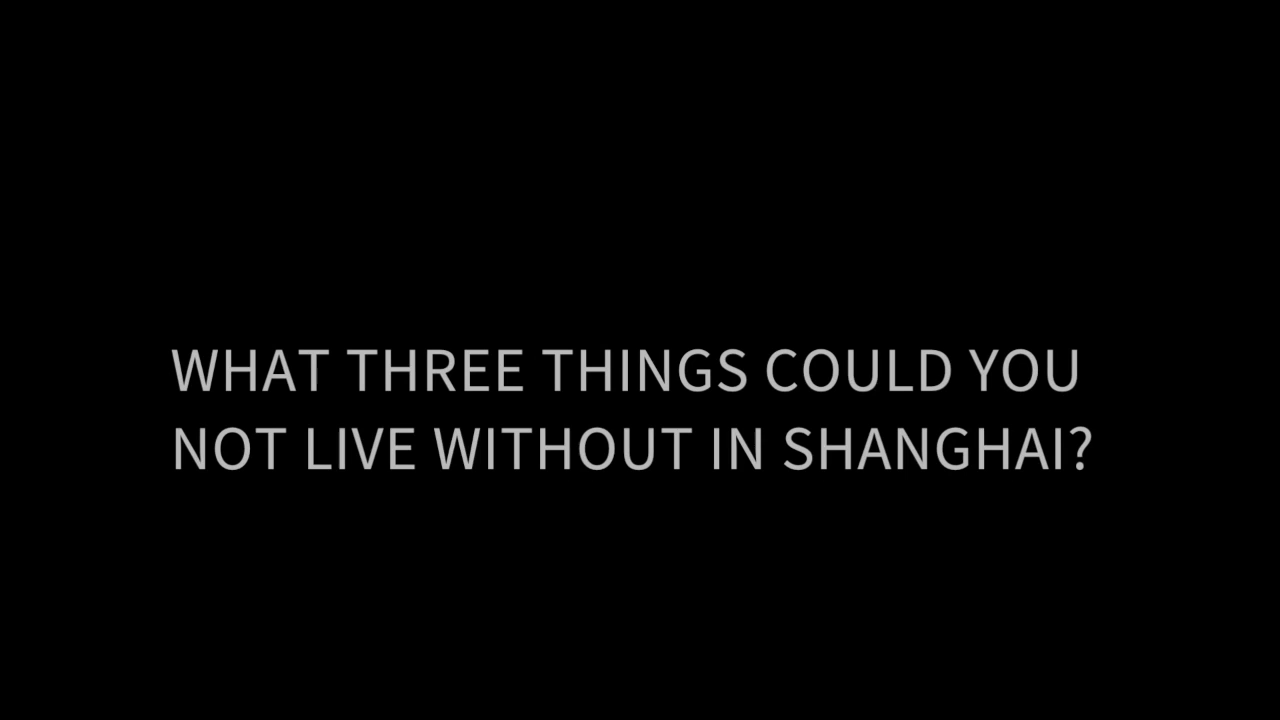 WHAT THREE THINGS COULD YOU
NOT LIVE WITHOUT IN SHANGHAI?